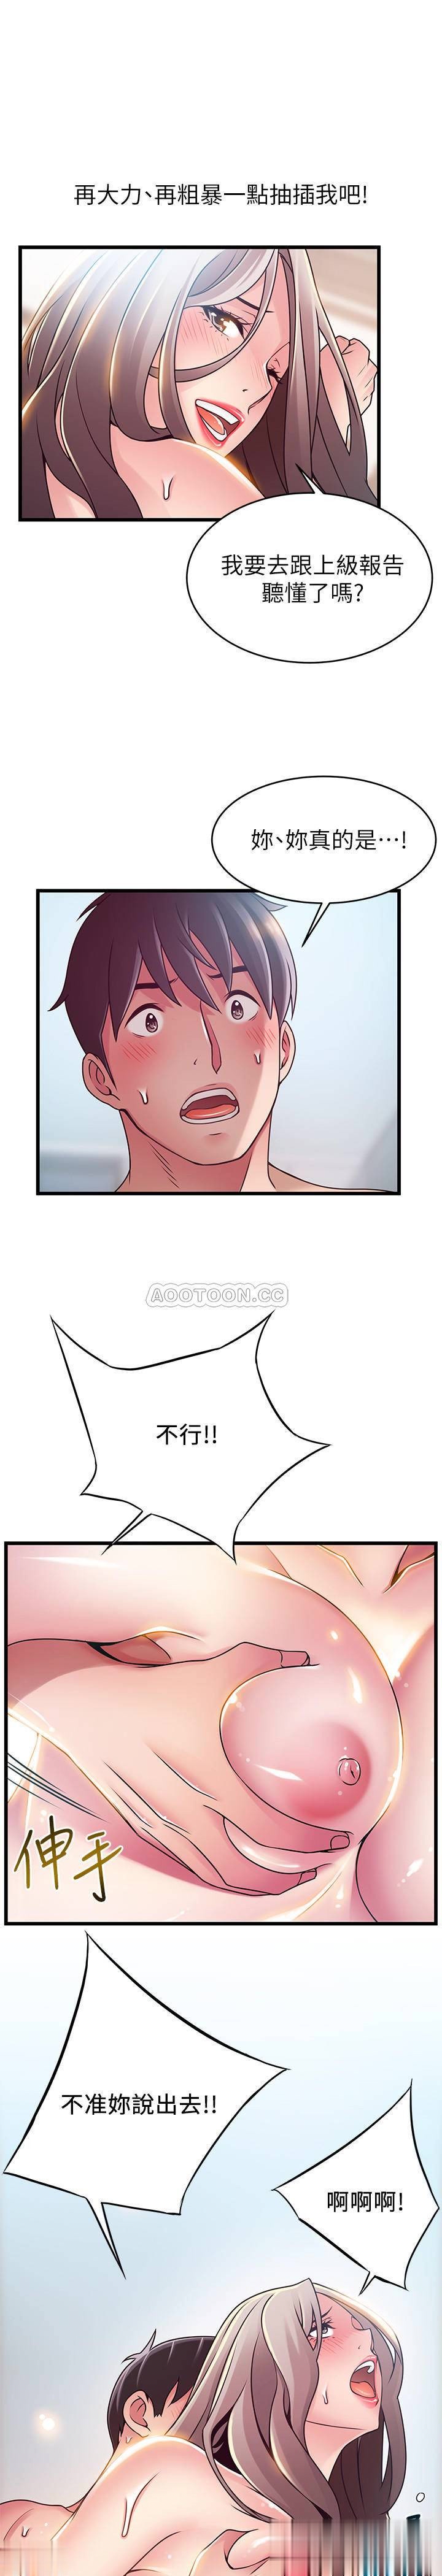 再大力、再粗暴一點抽插我吧!
我要去跟上級報告
聽懂了嗎?
妳、妳真的是⋯!
AOOTOON.CC
不行!!
伸手
不准妳說出去!!
啊啊啊!